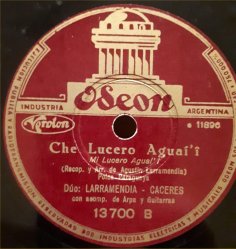 Odeon
INDUSTRIA ARGENTINA
e 11896
Che Lucero Aguaí'î
Mi Lucero Aguaí'î
(Recop. y Arr. de Agustín Larramendia)
Polca Paraguaya
Dúo: LARRAMENDIA - CACERES
con acomp. de Arpa y Guitarras
13700 B